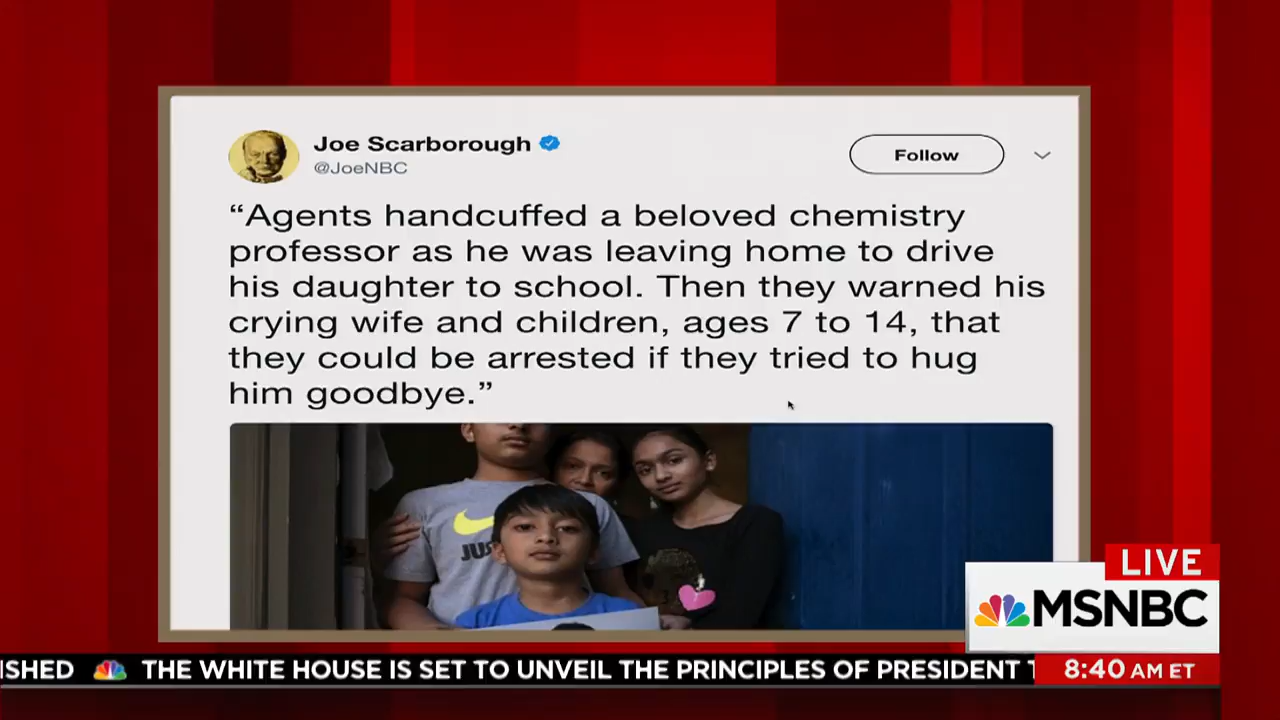 Joe Scarborough
@JoeNBC
Follow
“Agents handcuffed a beloved chemistry
professor as he was leaving home to drive
his daughter to school. Then they warned his
crying wife and children, ages 7 to 14, that
they could be arrested if they tried to hug
him goodbye.”
JUS
LIVE
MSNBC
ISHED THE WHITE HOUSE IS SET TO UNVEIL THE PRINCIPLES OF PRESIDENT T
8:40 AM ET